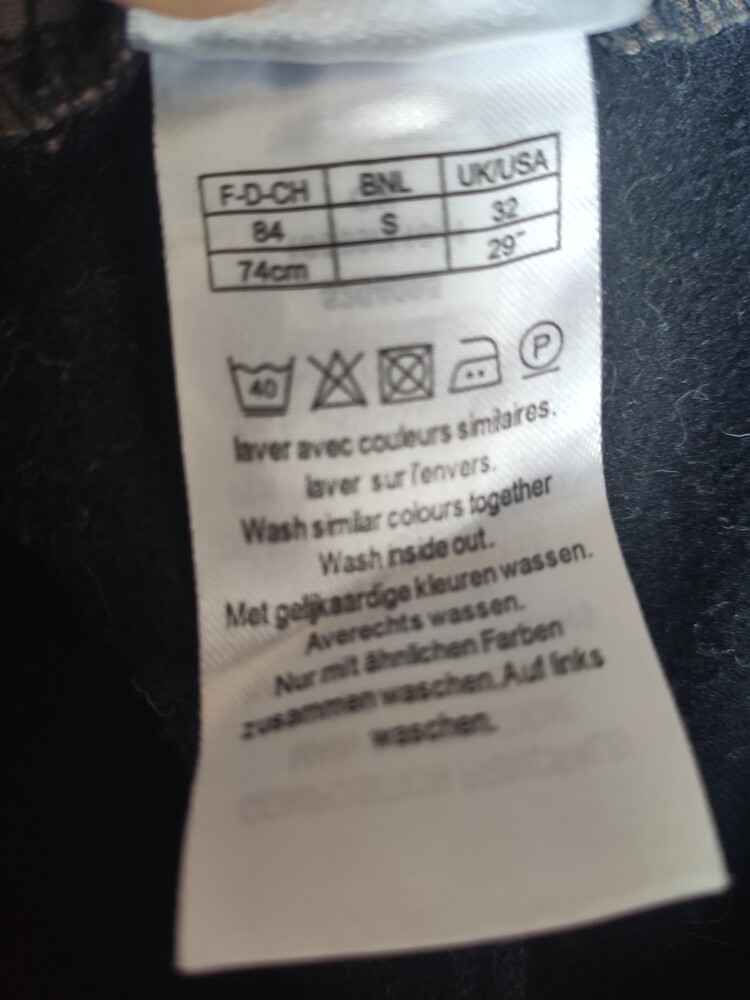 F-D-CH BNL UK/USA
84 S 32
74cm 29"
40 P
laver avec couleurs similaires.
laver sur l'envers.
Wash similar colours together
Wash inside out.
Met gelijkaardige kleuren wassen.
Averechts wassen.
Nur mit ähnlichen Farben
zusammen waschen.Auf links
waschen.